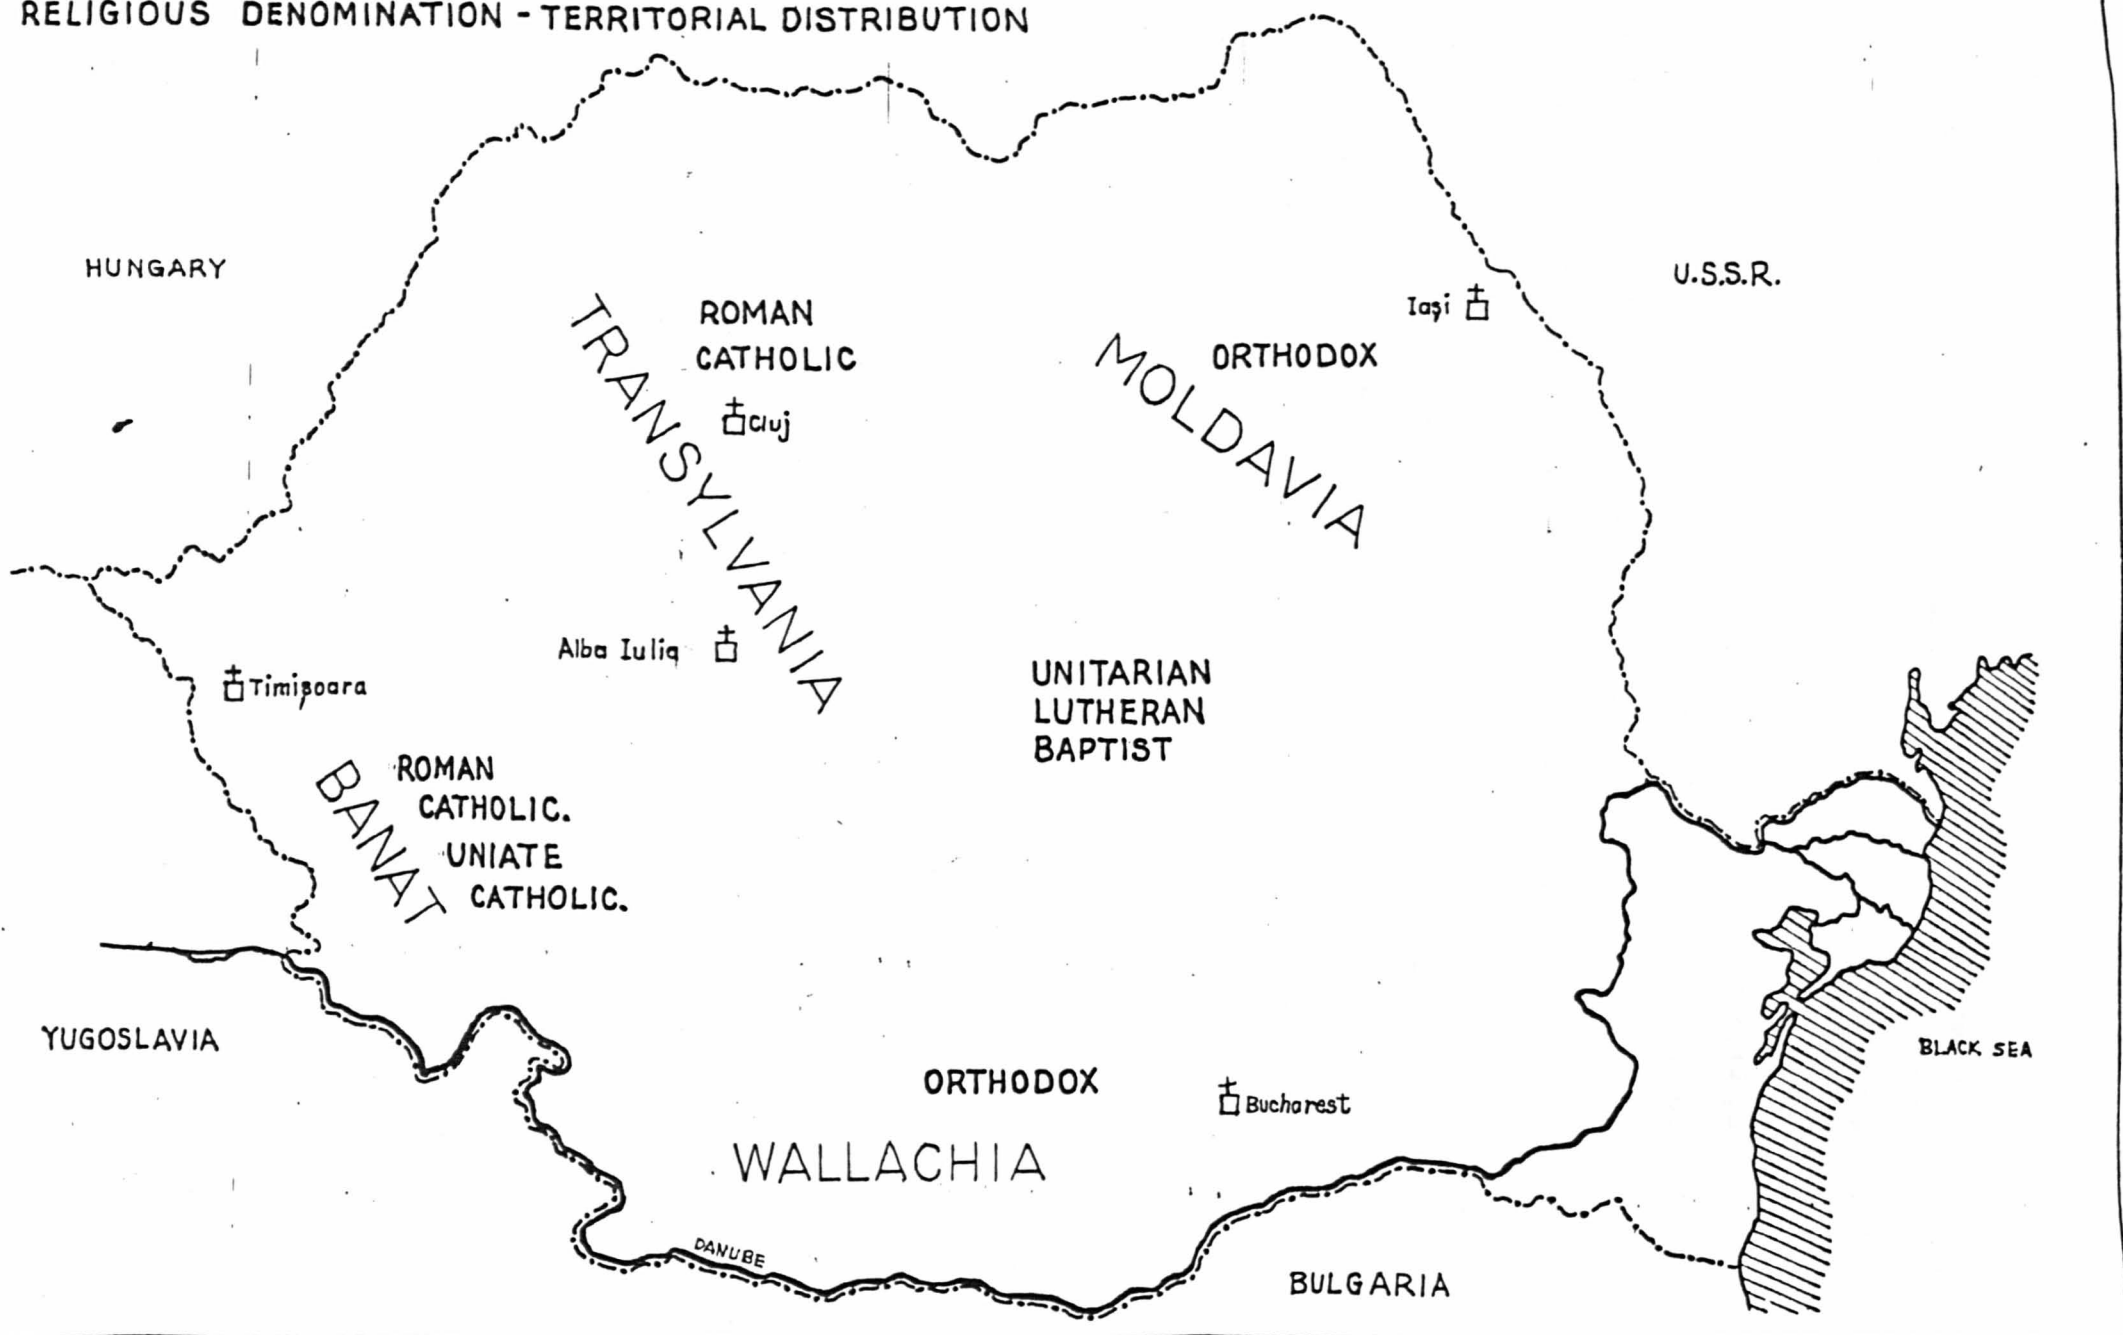 RELIGIOUS DENOMINATION - TERRITORIAL DISTRIBUTION
HUNGARY
U.S.S.R.
ROMAN
CATHOLIC
Cluj
TRANSYLVANIA
Iaşi
ORTHODOX
MOLDAVIA
Alba Iulia
Timişoara
UNITARIAN
LUTHERAN
BAPTIST
BANAT
ROMAN
CATHOLIC.
UNIATE
CATHOLIC.
YUGOSLAVIA
BLACK SEA
ORTHODOX
Bucharest
WALLACHIA
DANUBE
BULGARIA